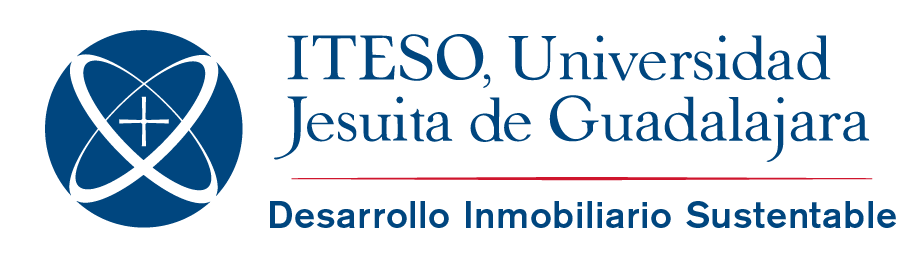 ITESO, Universidad
Jesuita de Guadalajara
Desarrollo Inmobiliario Sustentable